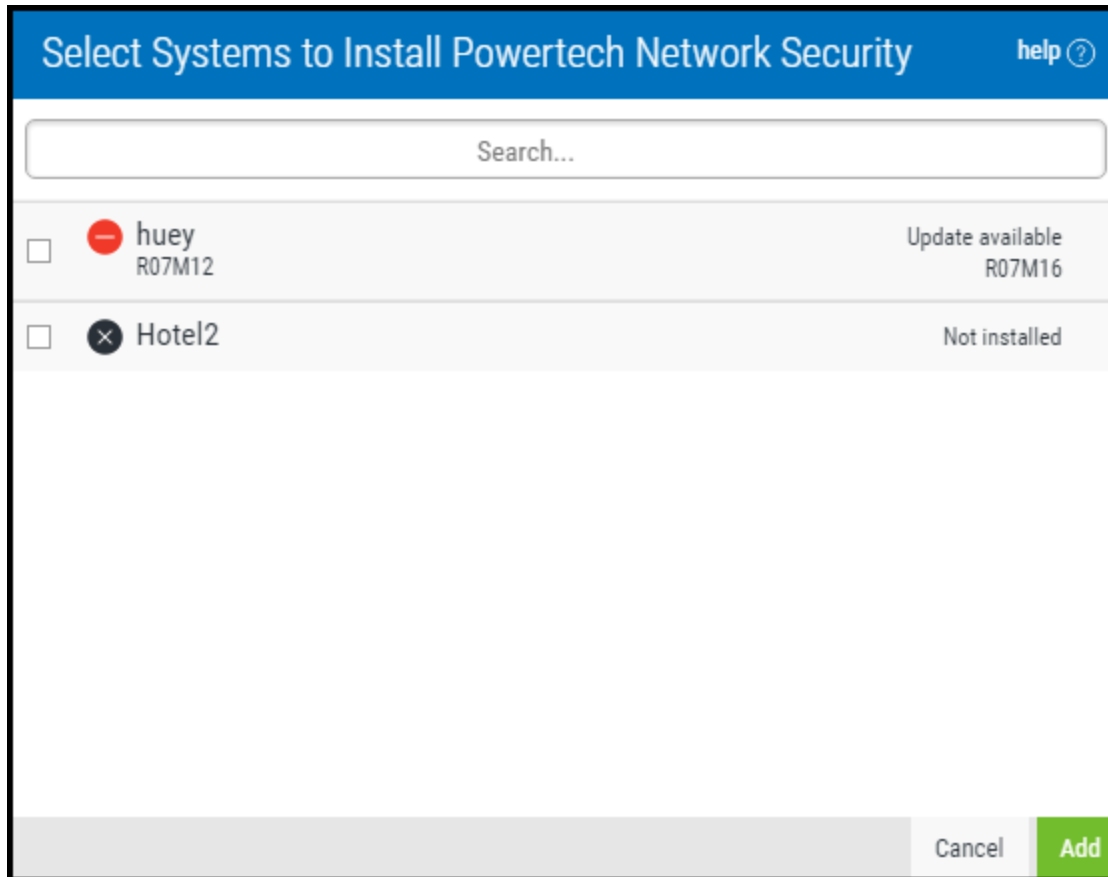 Select Systems to Install Powertech Network Security help ?
Search...
huey Update available
R07M12 R07M16
Hotel2 Not installed
Cancel Add